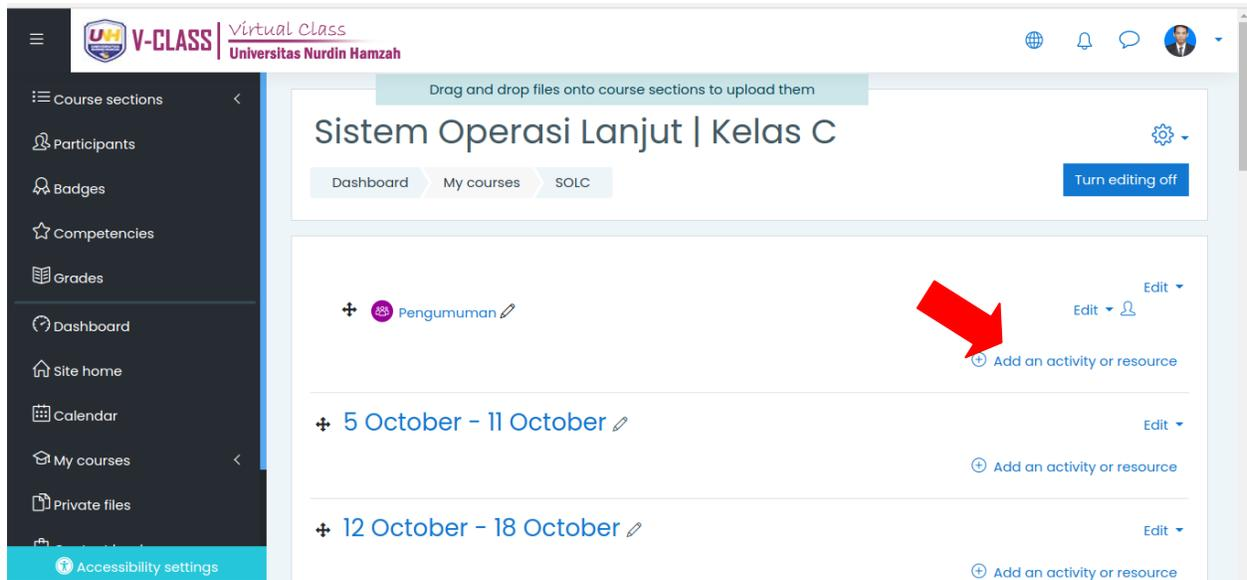 UNH
V-CLASS
Virtual Class
Universitas Nurdin Hamzah
Course sections
Participants
Badges
Competencies
Grades
Dashboard
Site home
Calendar
My courses
Private files
Accessibility settings
Drag and drop files onto course sections to upload them
Sistem Operasi Lanjut | Kelas C
Dashboard My courses SOLC
Turn editing off
Edit
Pengumuman
Edit
Add an activity or resource
5 October - 11 October
Edit
Add an activity or resource
12 October - 18 October
Edit
Add an activity or resource